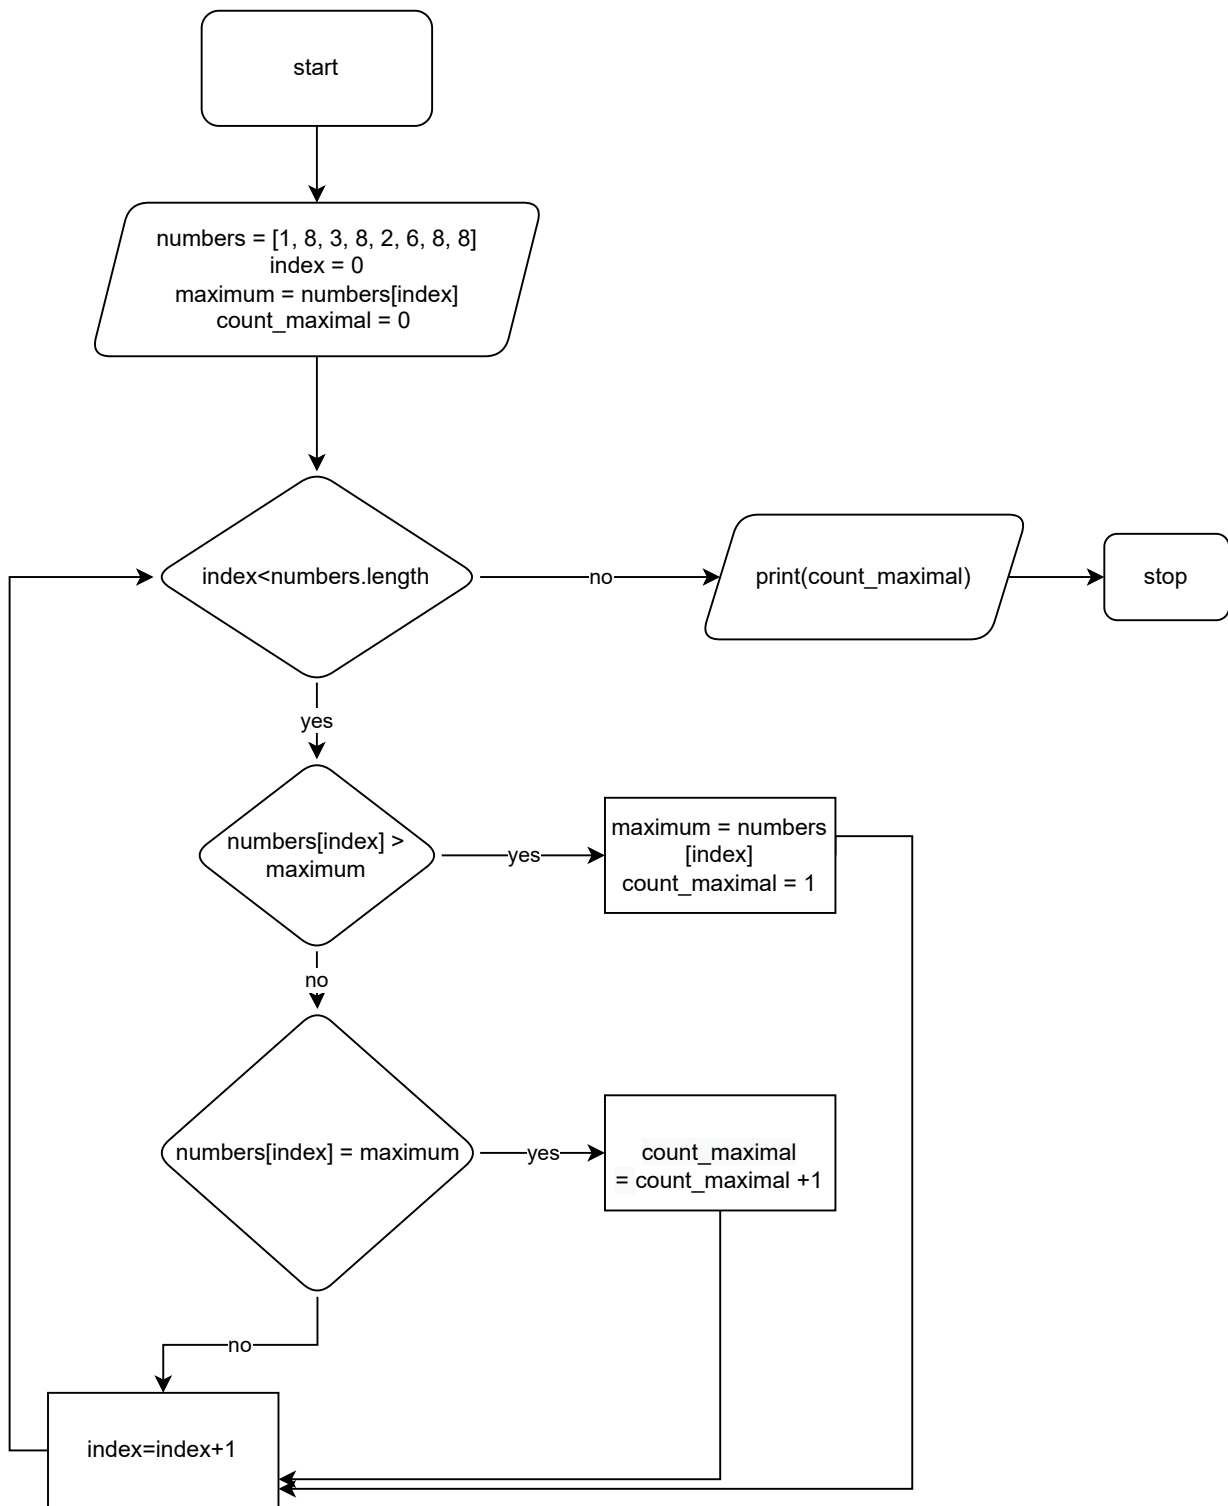 start
numbers = [1, 8, 3, 8, 2, 6, 8, 8]
index = 0
maximum = numbers[index]
count_maximal = 0
index<numbers.length
no
print(count_maximal)
stop
yes
numbers[index] >
maximum
yes
maximum = numbers
[index]
count_maximal = 1
no
numbers[index] = maximum
yes
count_maximal
= count_maximal +1
no
index=index+1